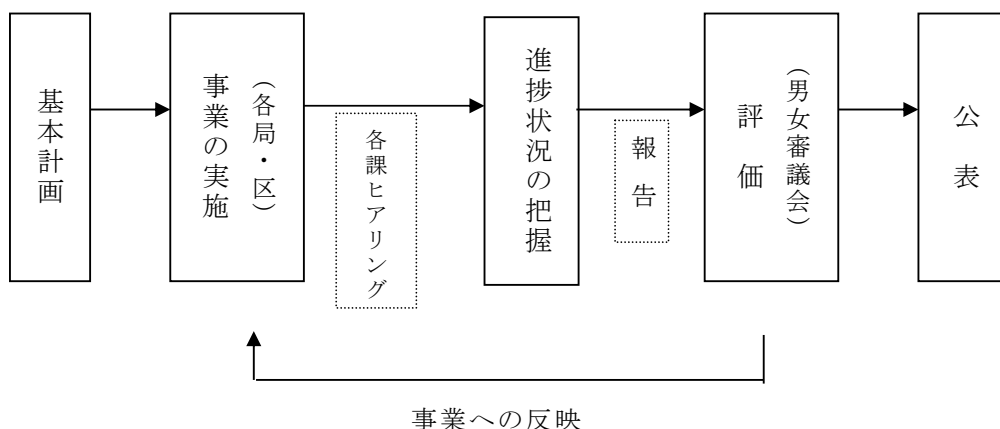 基本計画
事業の実施
（各局・区）
各課ヒアリング
進捗状況の把握
報告
評価
（男女審議会）
公表
事業への反映